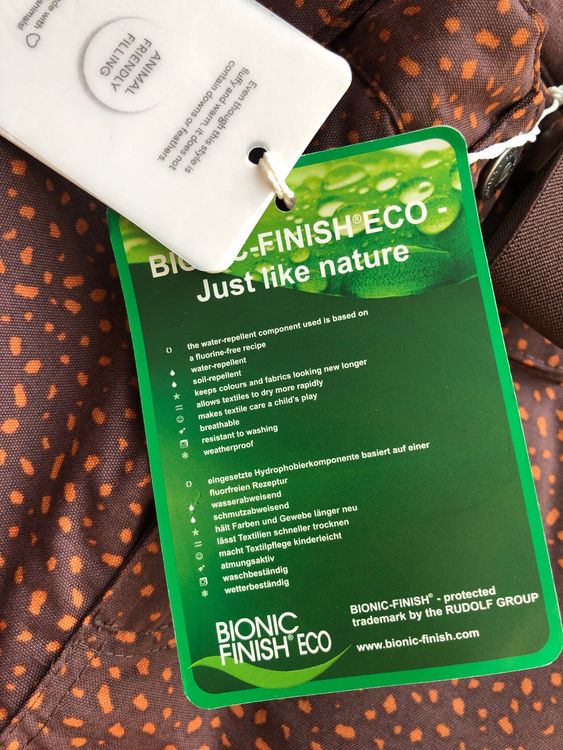 made with
animals!
ANIMAL
FRIENDLY
FILLING
Even though this style is
fluffy and warm, it does not
contain downs or feathers
-FINISH®ECO -
Just like nature
the water-repellent component used is based on
a fluorine-free recipe
water-repellent
soil-repellent
keeps colours and fabrics looking new longer
allows textiles to dry more rapidly
makes textile care a child's play
breathable
resistant to washing
weatherproof
eingesetzte Hydrophobierkomponente basiert auf einer
fluorfreien Rezeptur
wasserabweisend
schmutzabweisend
hält Farben und Gewebe länger neu
lässt Textilien schneller trocknen
macht Textilpflege kinderleicht
atmungsaktiv
waschbeständig
wetterbeständig
BIONIC
FINISH® ECO
BIONIC-FINISH® - protected
trademark by the RUDOLF GROUP
www.bionic-finish.com